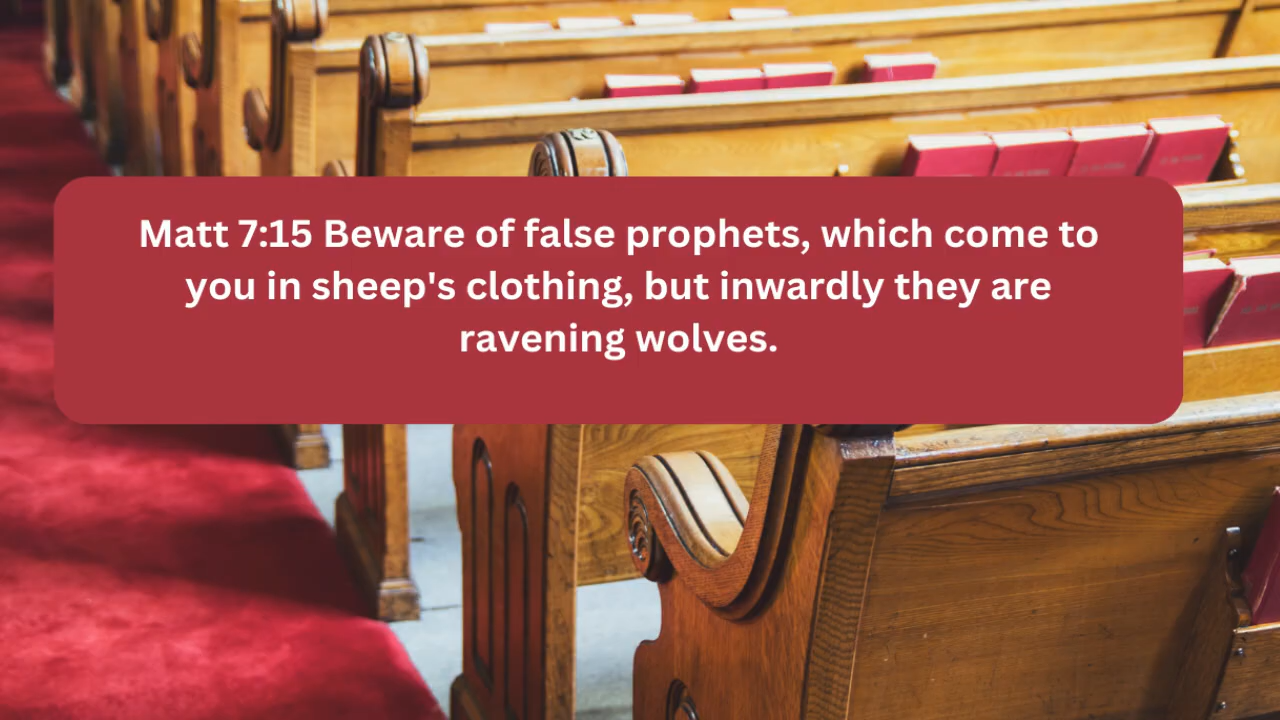 Matt 7:15 Beware of false prophets, which come to
you in sheep's clothing, but inwardly they are
ravening wolves.